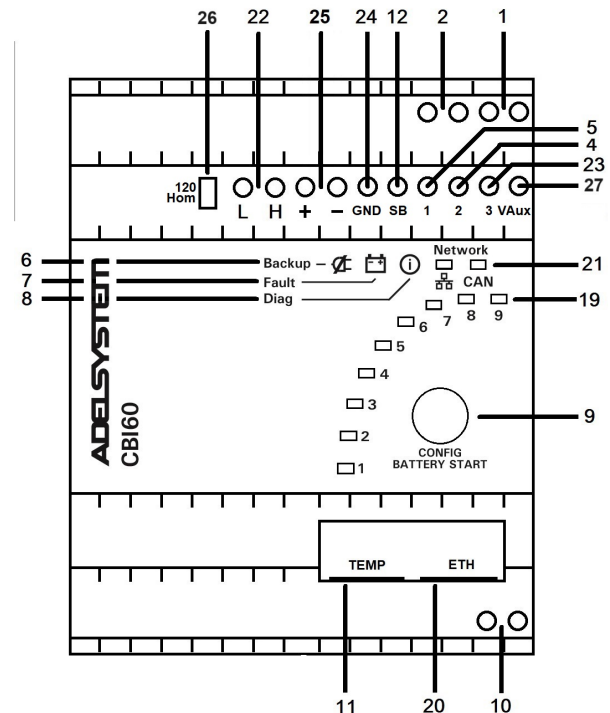 26 22 25 24 12 2 1
5
4
23
27
120
Hom
L H + – GND SB 1 2 3 VAux
6 Backup –
7 Fault
8 Diag
Network
CAN
21
19
ADELSYSTEM
CBI60
9
8
7
6
5
4
3
2
1
9
CONFIG
BATTERY START
TEMP ETH
11 20 10